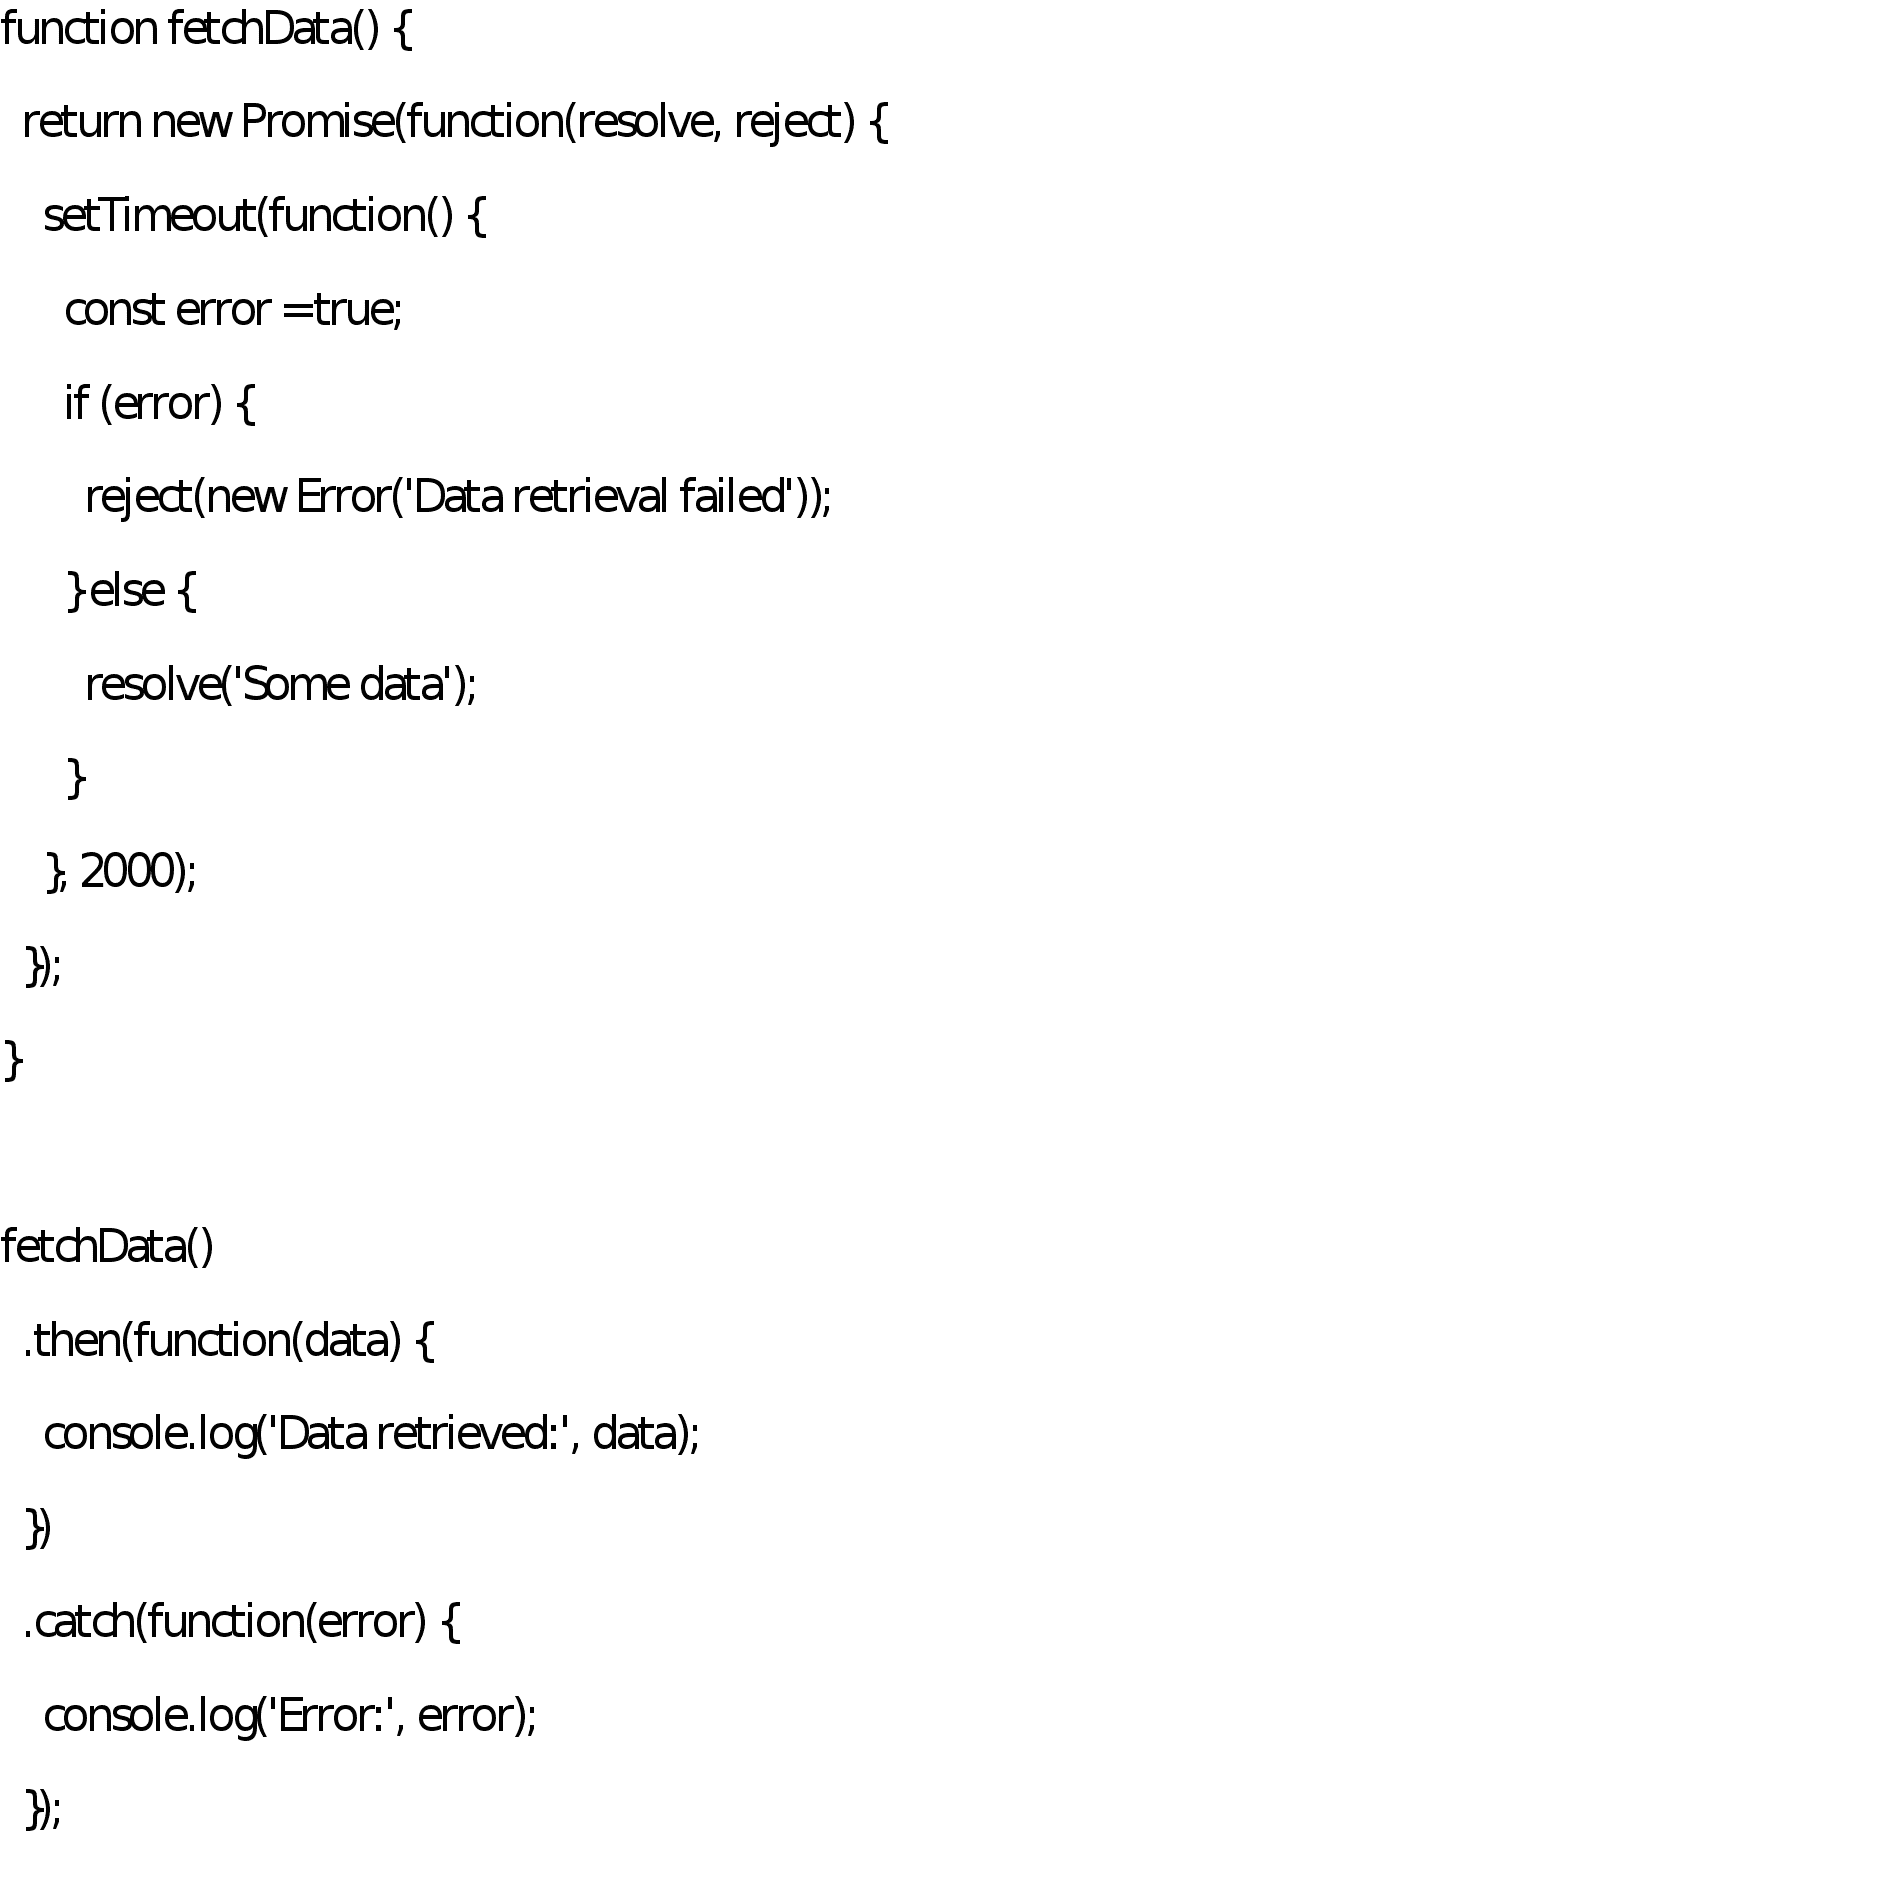 function fetchData() {
  return new Promise(function(resolve, reject) {
    setTimeout(function() {
      const error = true;
      if (error) {
        reject(new Error('Data retrieval failed'));
      } else {
        resolve('Some data');
      }
    }, 2000);
  });
}

fetchData()
  .then(function(data) {
    console.log('Data retrieved:', data);
  })
  .catch(function(error) {
    console.log('Error:', error);
  });